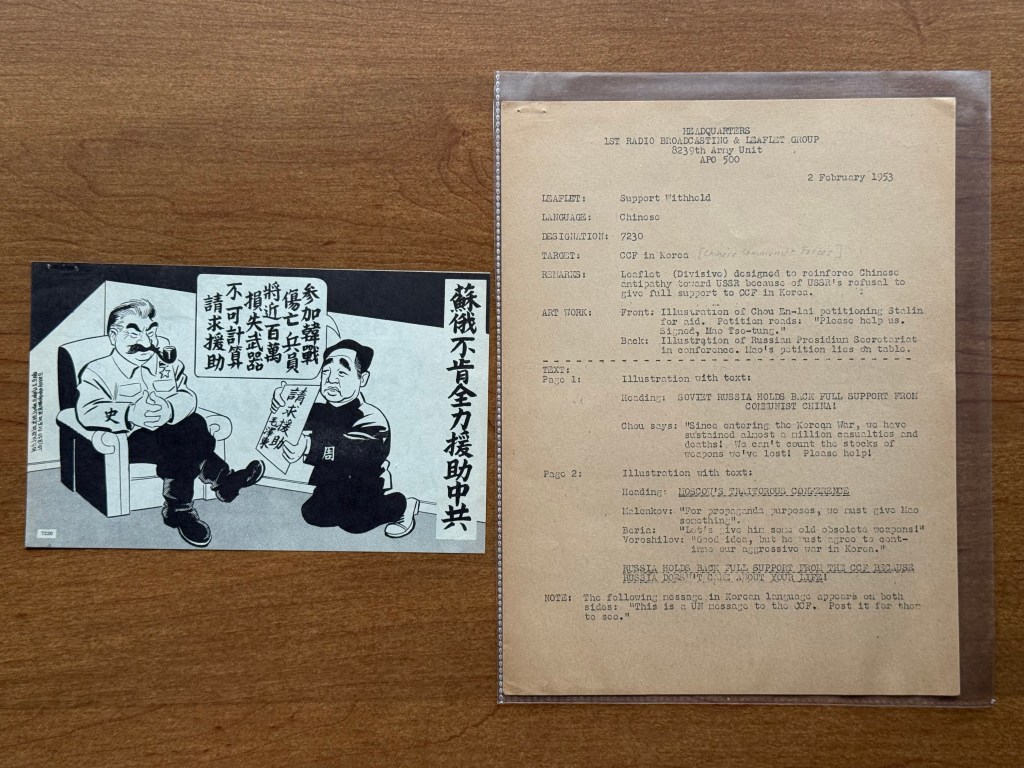 蘇俄不肯全力援助中共
參加韓戰
傷亡兵員
將近百萬
損失武器
不可計算
請求援助
請求援助
毛澤東
周
史
7230
HEADQUARTERS
1ST RADIO BROADCASTING & LEAFLET GROUP
8239th Army Unit
APO 500
2 February 1953
LEAFLET: Support Withheld
LANGUAGE: Chinese
DESIGNATION: 7230
TARGET: CCF in Korea [Chinese Communist Forces]
REMARKS: Leaflet (Divisive) designed to reinforce Chinese
antipathy toward USSR because of USSR's refusal to
give full support to CCF in Korea.
ART WORK: Front: Illustration of Chou En-lai petitioning Stalin
for aid. Petition reads: "Please help us.
Signed, Mao Tse-tung."
Back: Illustration of Russian Presidium Secretariat
in conference. Mao's petition lies on table.
TEXT:
Page 1: Illustration with text:
Heading: SOVIET RUSSIA HOLDS BACK FULL SUPPORT FROM
COMMUNIST CHINA!
Chou says: "Since entering the Korean War, we have
sustained almost a million casualties and
deaths! We can't count the stocks of
weapons we've lost! Please help!
Page 2: Illustration with text:
Heading: MOSCOW'S TRAITOROUS CONFERENCE
Malenkov: "For propaganda purposes, we must give Mao
something".
Beria: "Let's give him some old obsolete weapons!"
Voroshilov: "Good idea, but he must agree to cont-
inue our aggressive war in Korea."
RUSSIA HOLDS BACK FULL SUPPORT FROM THE CCF BECAUSE
RUSSIA DOESN'T CARE ABOUT YOUR LIFE!
NOTE: The following message in Korean language appears on both
sides: "This is a UN message to the CCF. Post it for them
to see."